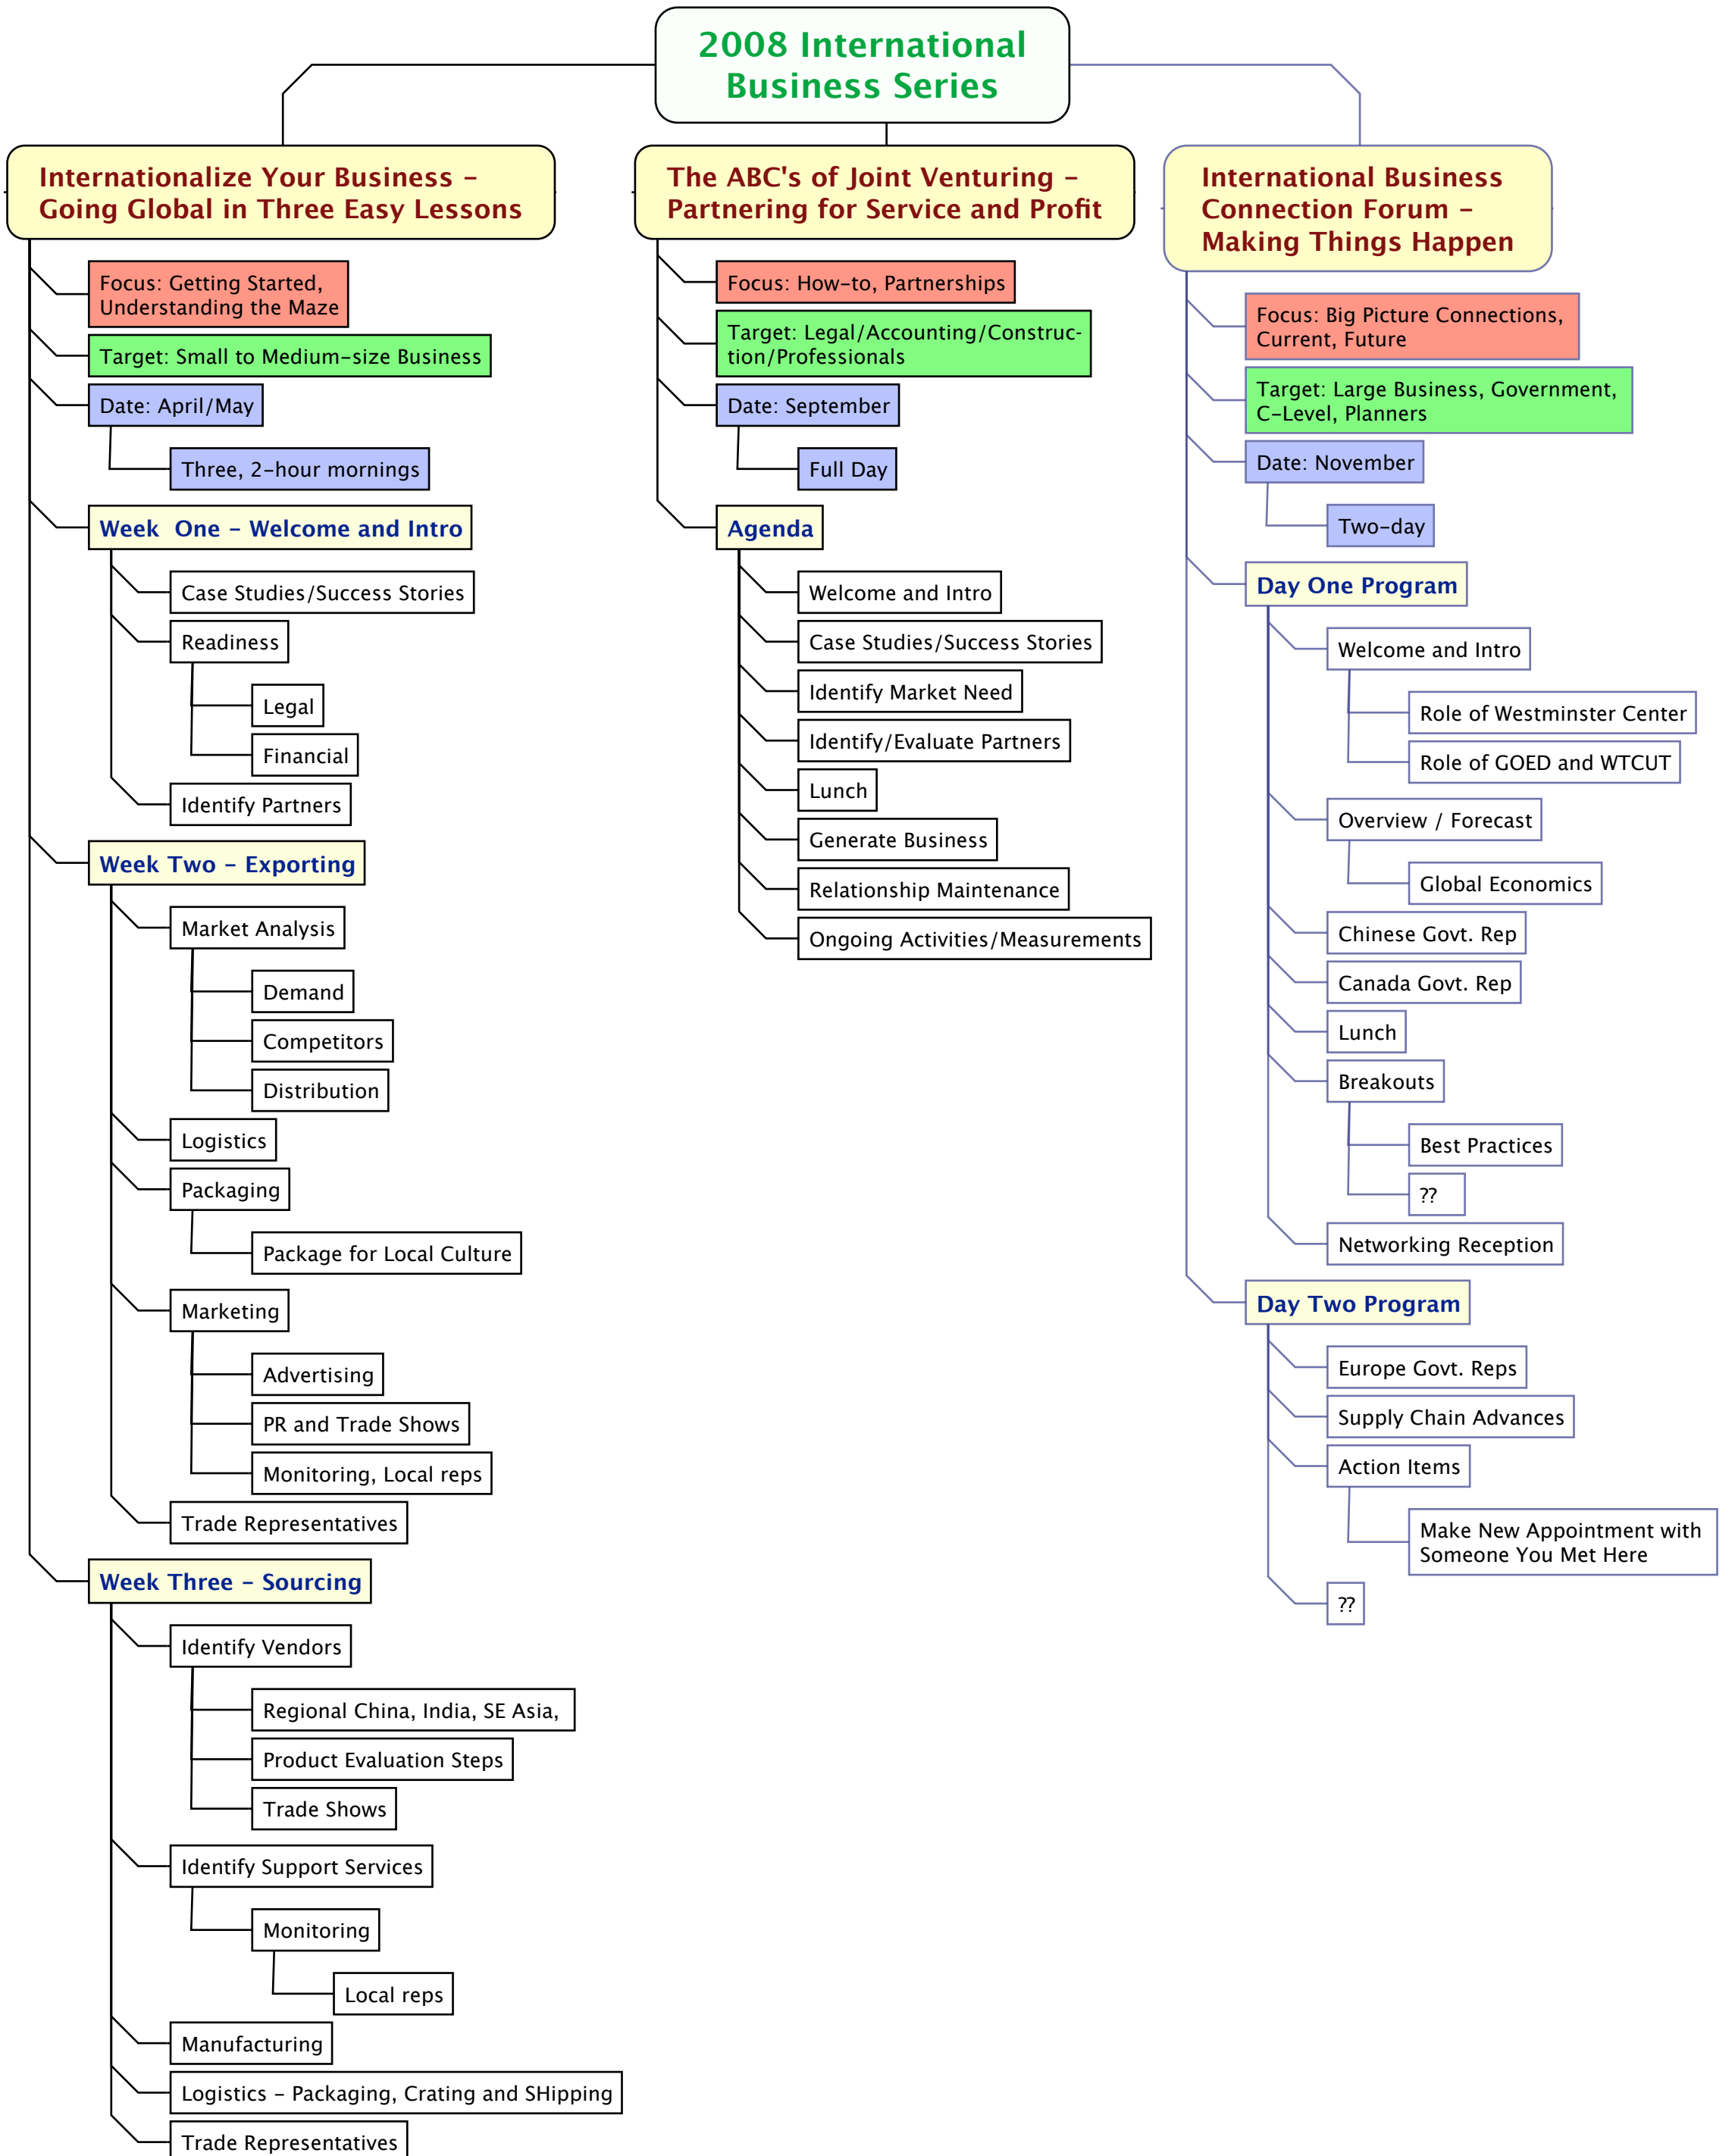 2008 International
Business Series
Internationalize Your Business –
Going Global in Three Easy Lessons
Focus: Getting Started,
Understanding the Maze
Target: Small to Medium-size Business
Date: April/May
Three, 2-hour mornings
Week  One – Welcome and Intro
Case Studies/Success Stories
Readiness
Legal
Financial
Identify Partners
Week Two – Exporting
Market Analysis
Demand
Competitors
Distribution
Logistics
Packaging
Package for Local Culture
Marketing
Advertising
PR and Trade Shows
Monitoring, Local reps
Trade Representatives
Week Three – Sourcing
Identify Vendors
Regional China, India, SE Asia,
Product Evaluation Steps
Trade Shows
Identify Support Services
Monitoring
Local reps
Manufacturing
Logistics – Packaging, Crating and SHipping
Trade Representatives
The ABC's of Joint Venturing –
Partnering for Service and Profit
Focus: How-to, Partnerships
Target: Legal/Accounting/Construc-
tion/Professionals
Date: September
Full Day
Agenda
Welcome and Intro
Case Studies/Success Stories
Identify Market Need
Identify/Evaluate Partners
Lunch
Generate Business
Relationship Maintenance
Ongoing Activities/Measurements
International Business
Connection Forum –
Making Things Happen
Focus: Big Picture Connections,
Current, Future
Target: Large Business, Government,
C-Level, Planners
Date: November
Two-day
Day One Program
Welcome and Intro
Role of Westminster Center
Role of GOED and WTCUT
Overview / Forecast
Global Economics
Chinese Govt. Rep
Canada Govt. Rep
Lunch
Breakouts
Best Practices
??
Networking Reception
Day Two Program
Europe Govt. Reps
Supply Chain Advances
Action Items
Make New Appointment with
Someone You Met Here
??